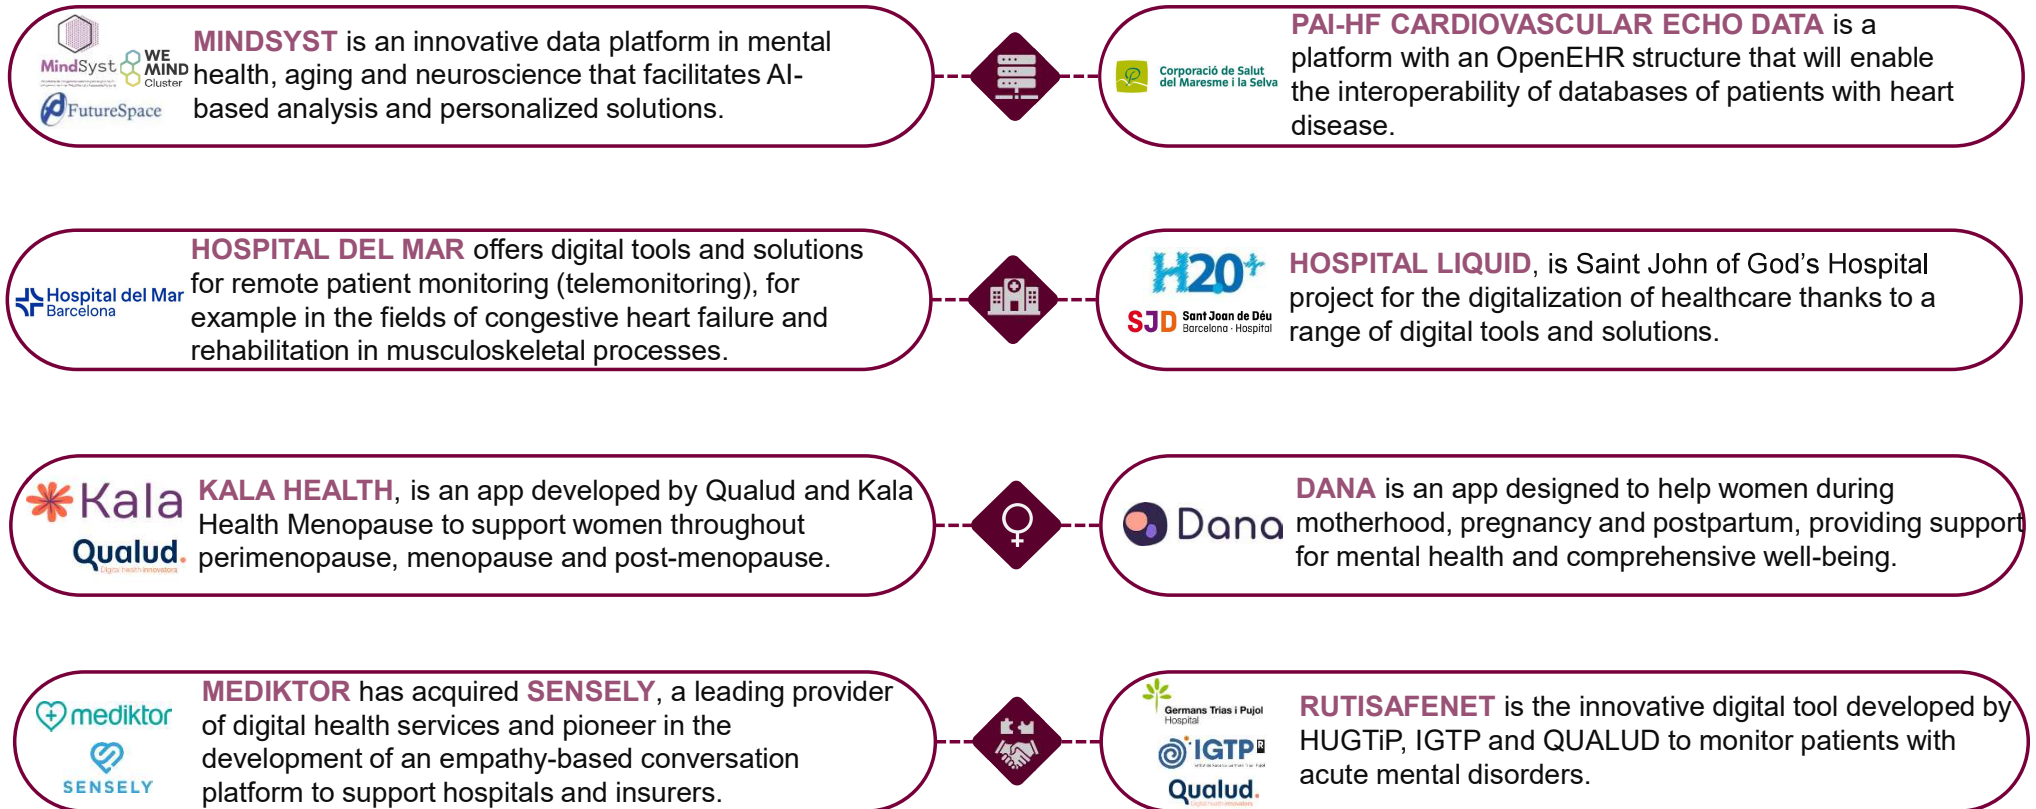 MindSyst
WE
MIND
Cluster
FutureSpace
MINDSYST is an innovative data platform in mental
health, aging and neuroscience that facilitates AI-
based analysis and personalized solutions.
Corporació de Salut
del Maresme i la Selva
PAI-HF CARDIOVASCULAR ECHO DATA is a
platform with an OpenEHR structure that will enable
the interoperability of databases of patients with heart
disease.
Hospital del Mar
Barcelona
HOSPITAL DEL MAR offers digital tools and solutions
for remote patient monitoring (telemonitoring), for
example in the fields of congestive heart failure and
rehabilitation in musculoskeletal processes.
H2O+
SJD Sant Joan de Déu
Barcelona · Hospital
HOSPITAL LIQUID, is Saint John of God's Hospital
project for the digitalization of healthcare thanks to a
range of digital tools and solutions.
Kala
Qualud.
Digital health innovators
KALA HEALTH, is an app developed by Qualud and Kala
Health Menopause to support women throughout
perimenopause, menopause and post-menopause.
Dana
DANA is an app designed to help women during
motherhood, pregnancy and postpartum, providing support
for mental health and comprehensive well-being.
mediktor
SENSELY
MEDIKTOR has acquired SENSELY, a leading provider
of digital health services and pioneer in the
development of an empathy-based conversation
platform to support hospitals and insurers.
Germans Trias i Pujol
Hospital
IGTP
Qualud.
Digital health innovators
RUTISAFENET is the innovative digital tool developed by
HUGTiP, IGTP and QUALUD to monitor patients with
acute mental disorders.